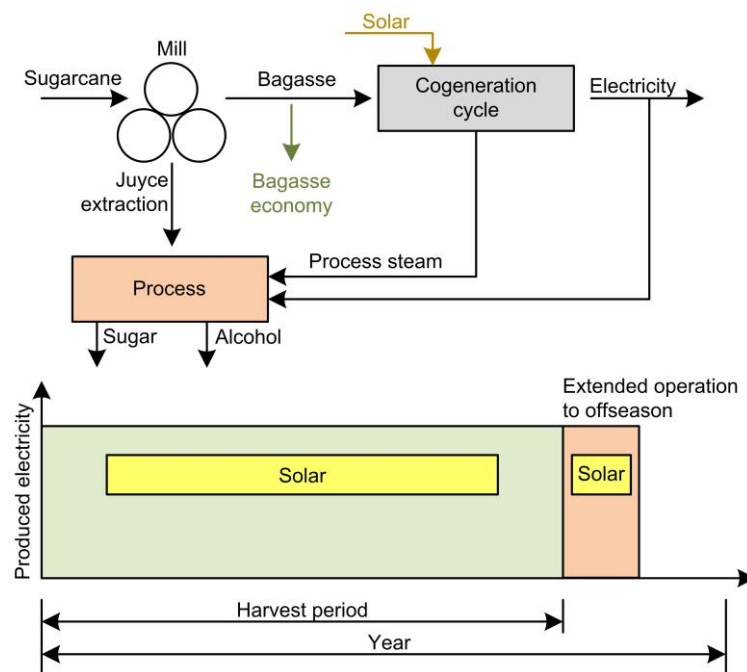 Solar
Mill
Sugarcane
Bagasse
Cogeneration
cycle
Electricity
Juyce
extraction
Bagasse
economy
Process steam
Process
Sugar
Alcohol
Extended operation
to offseason
Produced electricity
Solar
Solar
Harvest period
Year